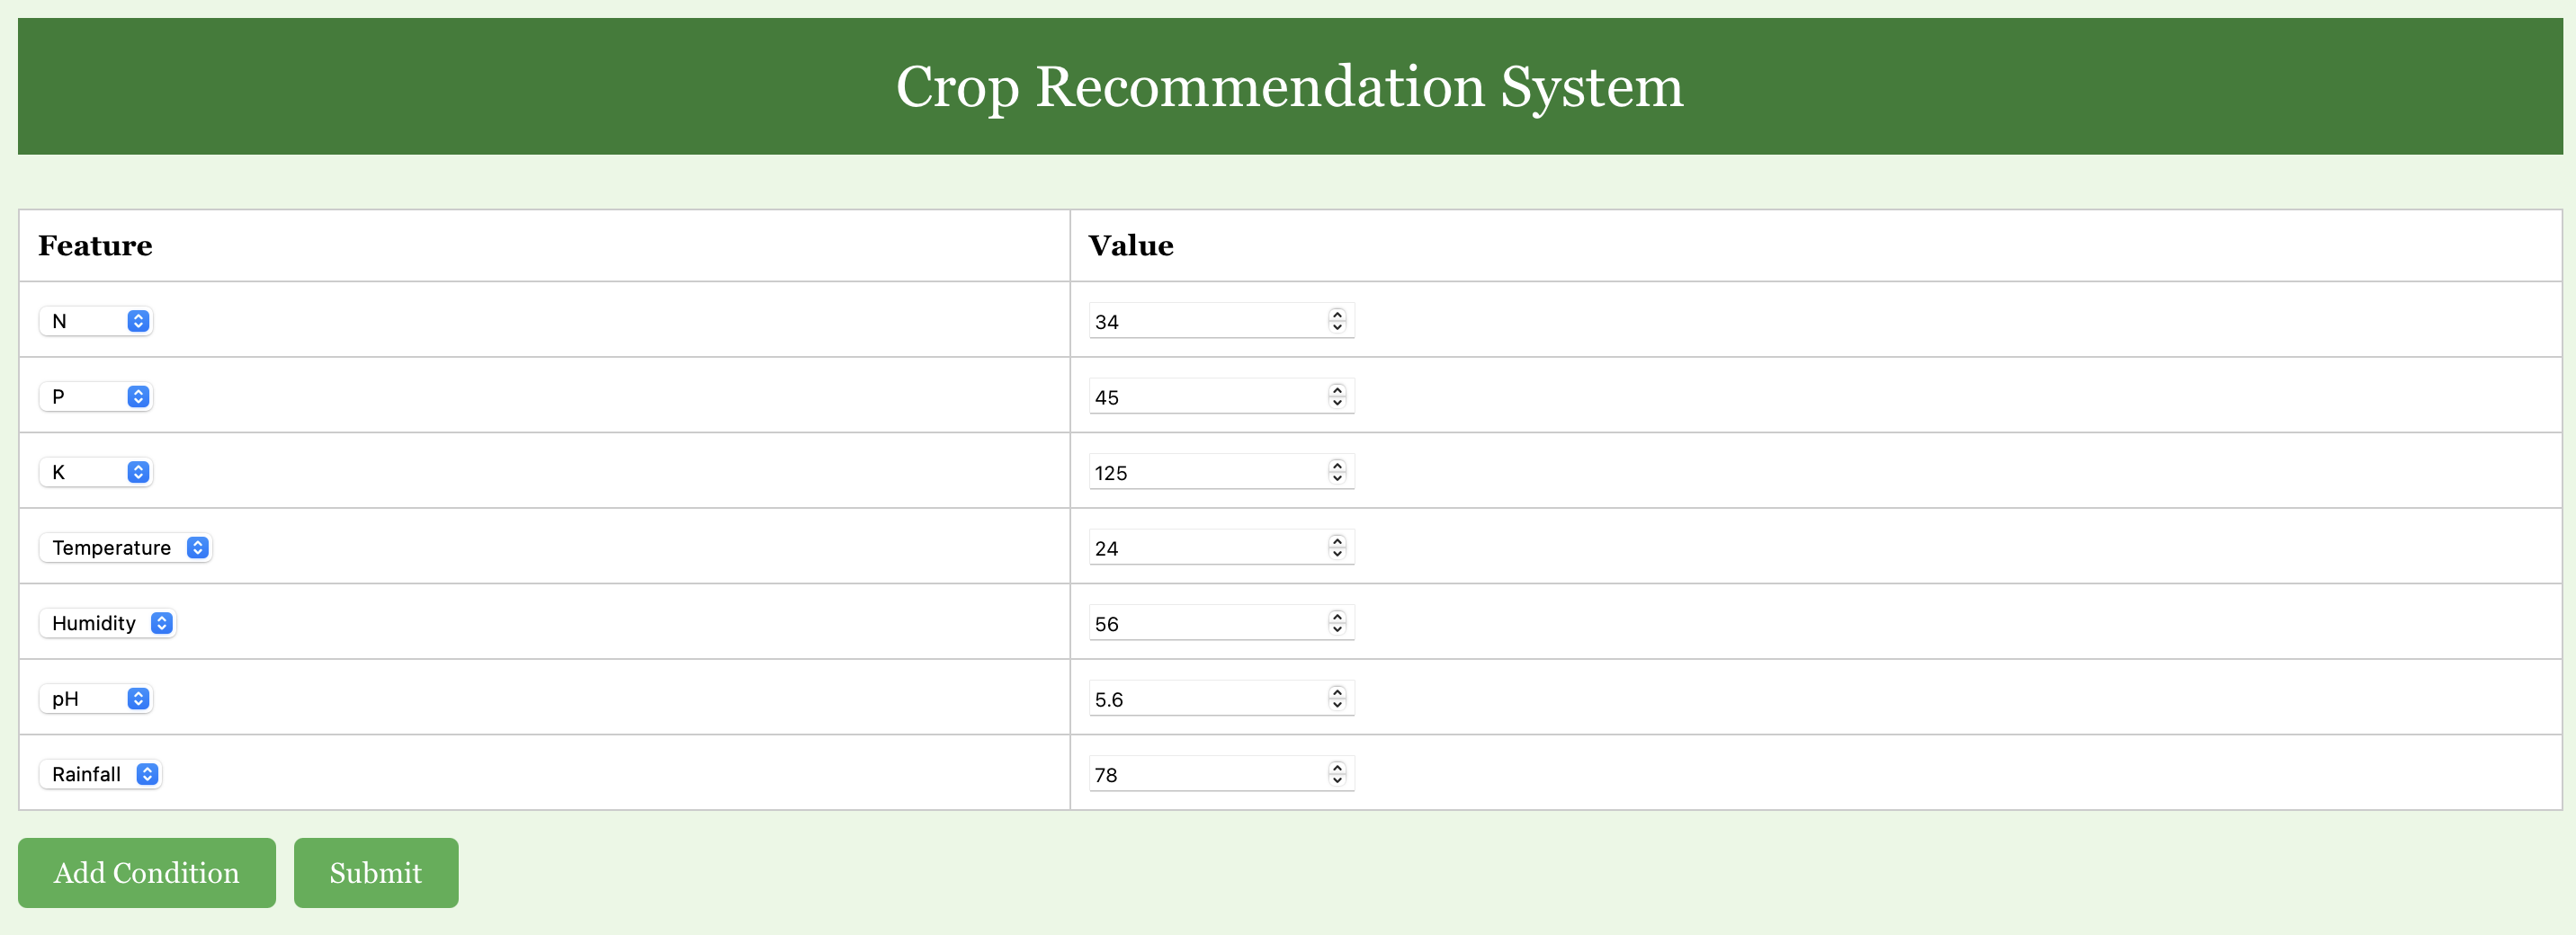 Crop Recommendation System
Feature Value
N 34
P 45
K 125
Temperature 24
Humidity 56
pH 5.6
Rainfall 78
Add Condition Submit